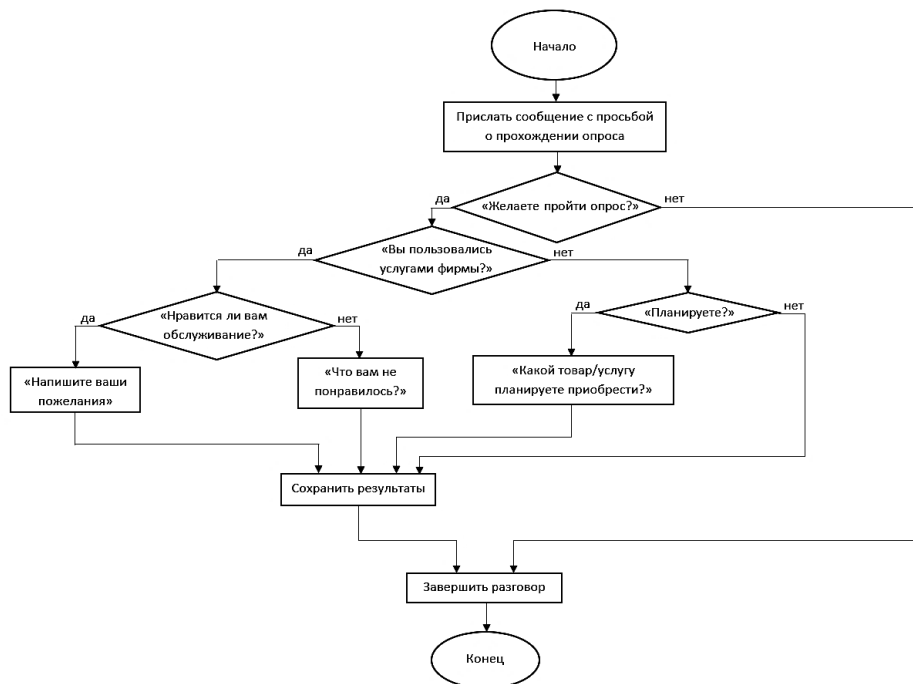 Начало
Прислать сообщение с просьбой
о прохождении опроса
да
«Желаете пройти опрос?»
нет
да
«Вы пользовались
услугами фирмы?»
нет
да
«Нравится ли вам
обслуживание?»
нет
да
«Планируете?»
нет
«Напишите ваши
пожелания»
«Что вам не
понравилось?»
«Какой товар/услугу
планируете приобрести?»
Сохранить результаты
Завершить разговор
Конец